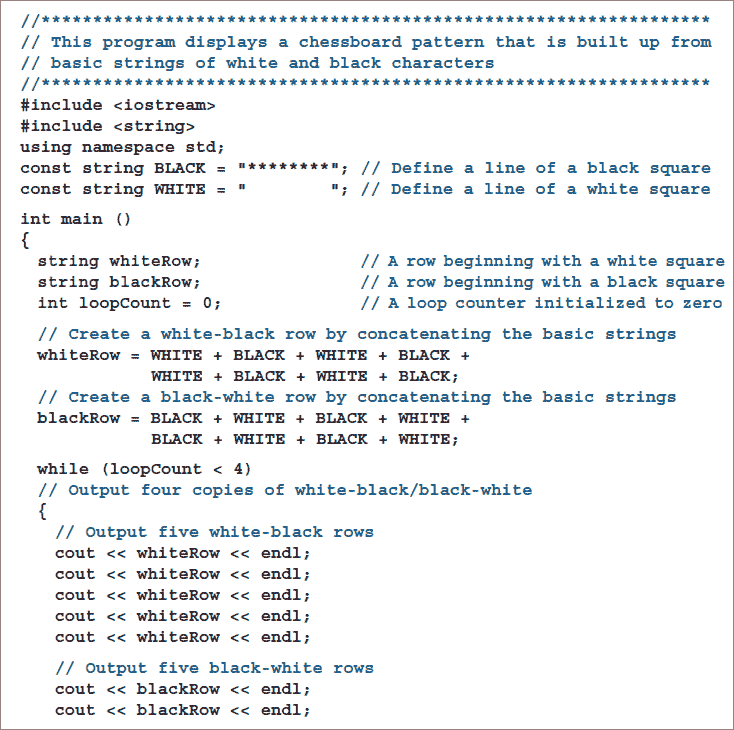 //*****************************************************************
// This program displays a chessboard pattern that is built up from
// basic strings of white and black characters
//*****************************************************************
#include <iostream>
#include <string>
using namespace std;
const string BLACK = "********"; // Define a line of a black square
const string WHITE = "        "; // Define a line of a white square
int main ()
{
  string whiteRow;               // A row beginning with a white square
  string blackRow;               // A row beginning with a black square
  int loopCount = 0;             // A loop counter initialized to zero
  // Create a white-black row by concatenating the basic strings
  whiteRow = WHITE + BLACK + WHITE + BLACK +
             WHITE + BLACK + WHITE + BLACK;
  // Create a black-white row by concatenating the basic strings
  blackRow = BLACK + WHITE + BLACK + WHITE +
             BLACK + WHITE + BLACK + WHITE;
  while (loopCount < 4)
  // Output four copies of white-black/black-white
  {
    // Output five white-black rows
    cout << whiteRow << endl;
    cout << whiteRow << endl;
    cout << whiteRow << endl;
    cout << whiteRow << endl;
    cout << whiteRow << endl;
    // Output five black-white rows
    cout << blackRow << endl;
    cout << blackRow << endl;